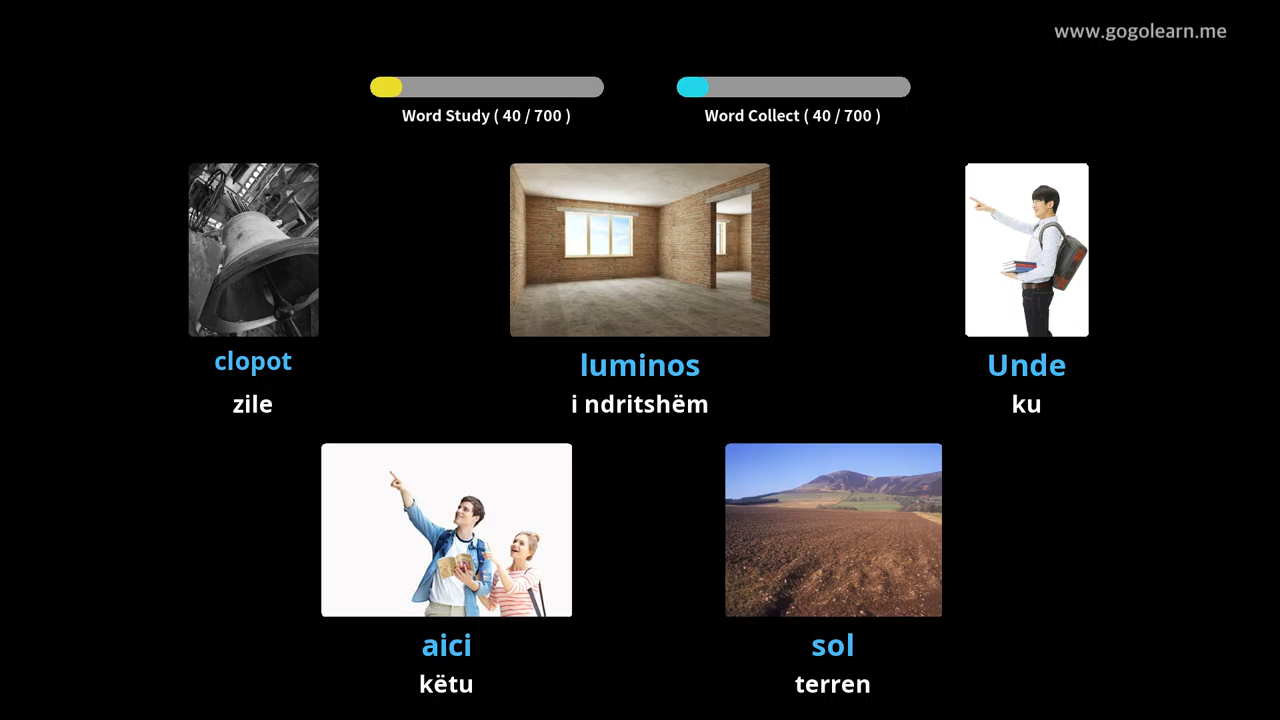 www.gogolearn.me
Word Study ( 40 / 700 )
Word Collect ( 40 / 700 )
clopot
zile
luminos
i ndritshëm
Unde
ku
aici
këtu
sol
terren